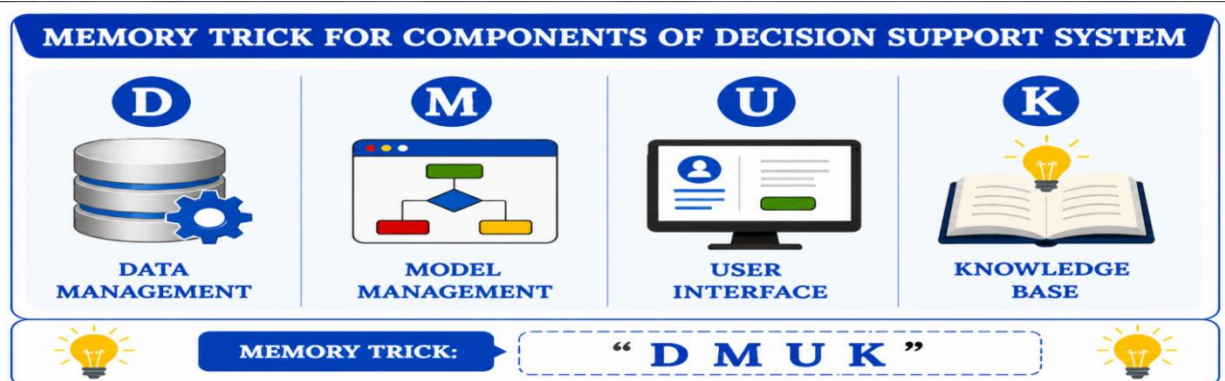 MEMORY TRICK FOR COMPONENTS OF DECISION SUPPORT SYSTEM
D
DATA
MANAGEMENT
M
MODEL
MANAGEMENT
U
USER
INTERFACE
K
KNOWLEDGE
BASE
MEMORY TRICK: “ D M U K ”